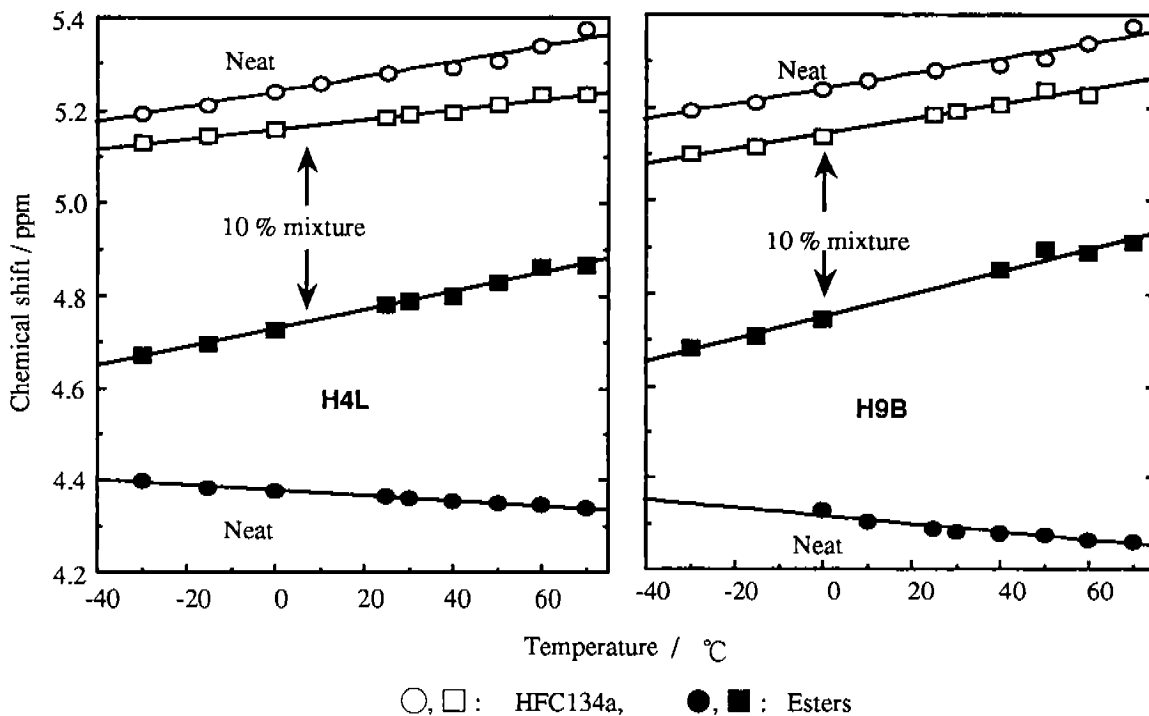 5.4
5.2
5.0
4.8
4.6
4.4
4.2
Chemical shift / ppm
Neat
10 % mixture
H4L
Neat
-40 -20 0 20 40 60
Neat
10 % mixture
H9B
Neat
-40 -20 0 20 40 60
Temperature / ℃
○, □ : HFC134a, ●, ■ : Esters